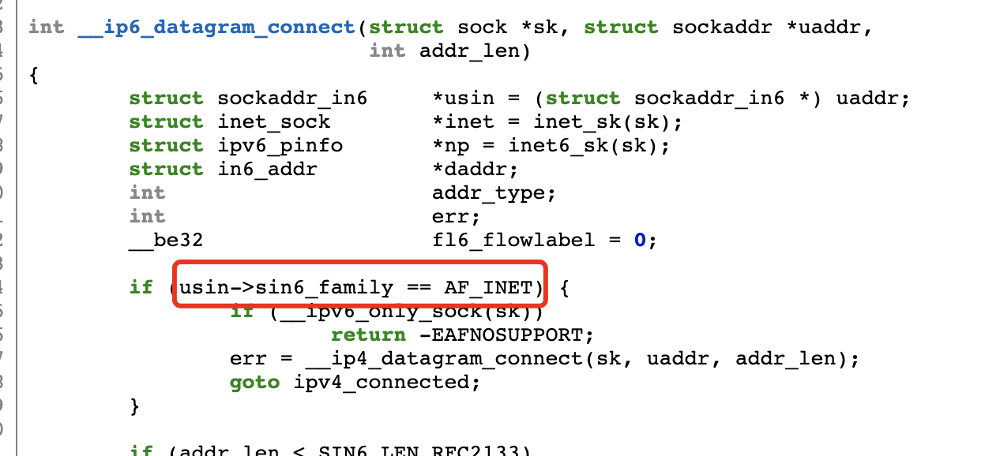 int __ip6_datagram_connect(struct sock *sk, struct sockaddr *uaddr,
int addr_len)
{
struct sockaddr_in6 *usin = (struct sockaddr_in6 *) uaddr;
struct inet_sock *inet = inet_sk(sk);
struct ipv6_pinfo *np = inet6_sk(sk);
struct in6_addr *daddr;
int addr_type;
int err;
__be32 fl6_flowlabel = 0;
if (usin->sin6_family == AF_INET) {
if (__ipv6_only_sock(sk))
return -EAFNOSUPPORT;
err = __ip4_datagram_connect(sk, uaddr, addr_len);
goto ipv4_connected;
}
if (addr_len < SIN6_LEN_RFC2133)